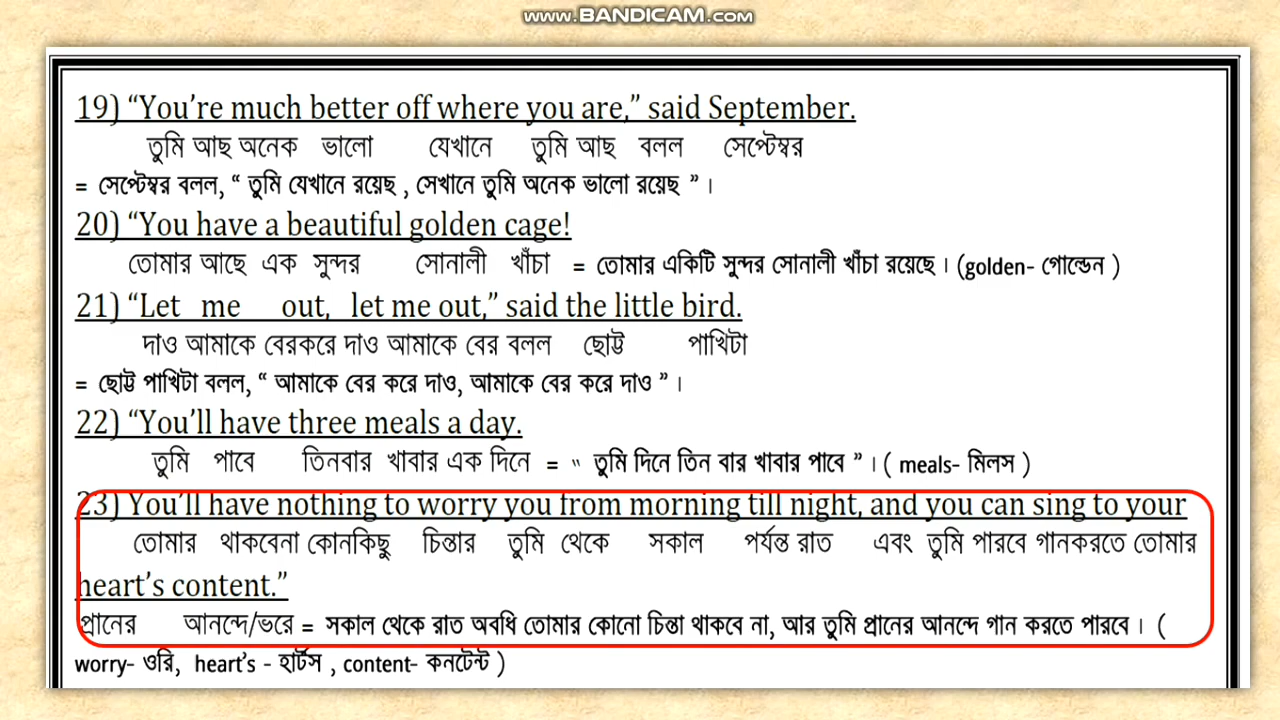 www.BANDICAM.com
19) “You’re much better off where you are,” said September.
তুমি আছ অনেক ভালো যেখানে তুমি আছ বলল সেপ্টেম্বর
= সেপ্টেম্বর বলল, “ তুমি যেখানে রয়েছ , সেখানে তুমি অনেক ভালো রয়েছ ” ।
20) “You have a beautiful golden cage!
তোমার আছে এক সুন্দর সোনালী খাঁচা = তোমার একিটি সুন্দর সোনালী খাঁচা রয়েছে । (golden- গোল্ডেন )
21) “Let me out, let me out,” said the little bird.
দাও আমাকে বেরকরে দাও আমাকে বের বলল ছোট্ট পাখিটা
= ছোট্ট পাখিটা বলল, “ আমাকে বের করে দাও, আমাকে বের করে দাও ” ।
22) “You’ll have three meals a day.
তুমি পাবে তিনবার খাবার এক দিনে = “ তুমি দিনে তিন বার খাবার পাবে ” । ( meals- মিলস )
23) You’ll have nothing to worry you from morning till night, and you can sing to your
তোমার থাকবেনা কোনকিছু চিন্তার তুমি থেকে সকাল পর্যন্ত রাত এবং তুমি পারবে গানকরতে তোমার
heart’s content.”
প্রানের আনন্দে/ভরে = সকাল থেকে রাত অবধি তোমার কোনো চিন্তা থাকবে না, আর তুমি প্রানের আনন্দে গান করতে পারবে । (
worry- ওরি, heart’s - হার্টস , content- কনটেন্ট )